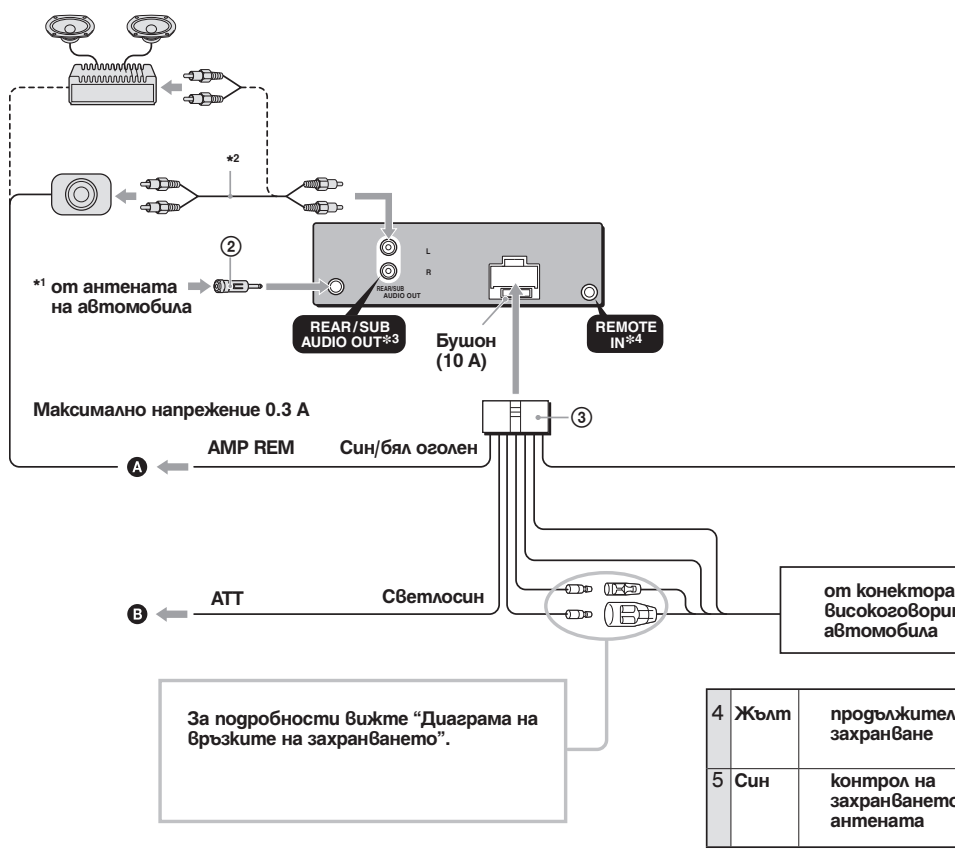 *2
②
L
R
*1 от антената
на автомобила
REAR/SUB
AUDIO OUT
REAR/SUB
AUDIO OUT*3
Бушон
(10 A)
REMOTE
IN*4
Максимално напрежение 0.3 А
③
AMP REM
Син/бял оголен
A
от конектора
автомобила
ATT
Светлосин
B
За подробности вижте “Диаграма на
връзките на захранването”.
4 Жълт
захранване
5 Син
контрол на
антената